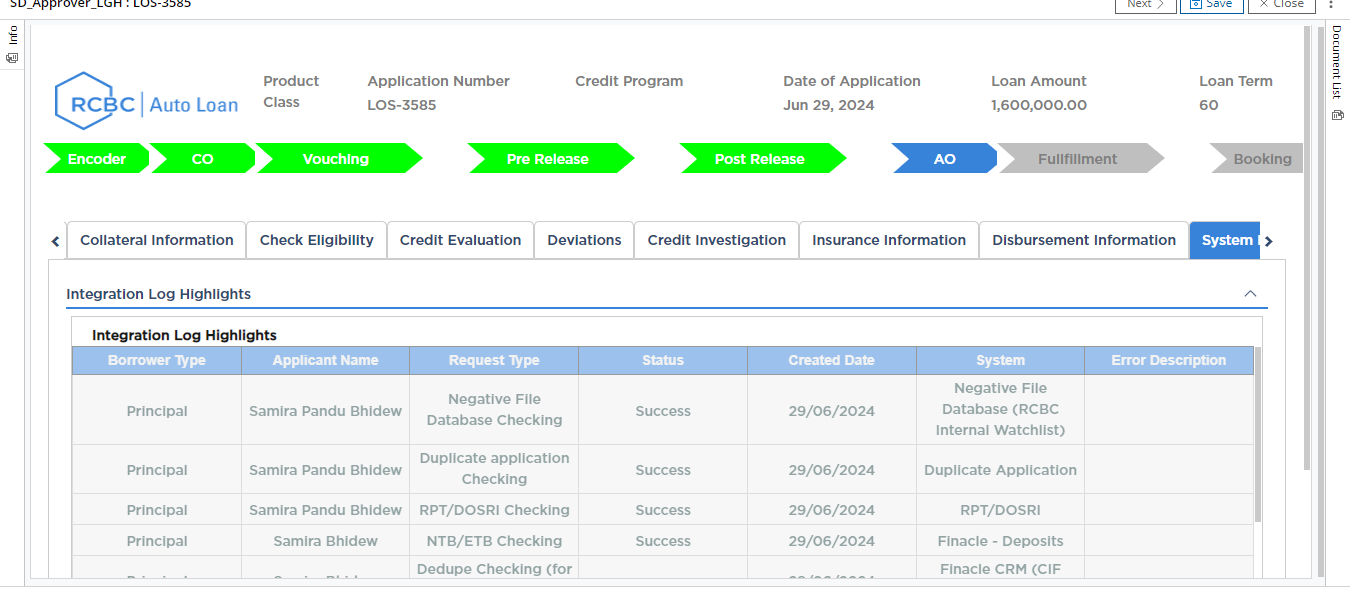 SD_Approver_LGH : LOS-3585
Next
Save
Close
Info
Document List
RCBC | Auto Loan
Product Class
Application Number
LOS-3585
Credit Program
Date of Application
Jun 29, 2024
Loan Amount
1,600,000.00
Loan Term
60
Encoder
CO
Vouching
Pre Release
Post Release
AO
Fullfillment
Booking
Collateral Information
Check Eligibility
Credit Evaluation
Deviations
Credit Investigation
Insurance Information
Disbursement Information
System
Integration Log Highlights
Integration Log Highlights
Borrower Type Applicant Name Request Type Status Created Date System Error Description
Principal Samira Pandu Bhidew Negative File Database Checking Success 29/06/2024 Negative File Database (RCBC Internal Watchlist)
Principal Samira Pandu Bhidew Duplicate application Checking Success 29/06/2024 Duplicate Application
Principal Samira Pandu Bhidew RPT/DOSRI Checking Success 29/06/2024 RPT/DOSRI
Principal Samira Bhidew NTB/ETB Checking Success 29/06/2024 Finacle - Deposits
Dedupe Checking (for Finacle CRM (CIF